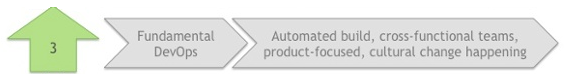 3
Fundamental
DevOps
Automated build, cross-functional teams,
product-focused, cultural change happening